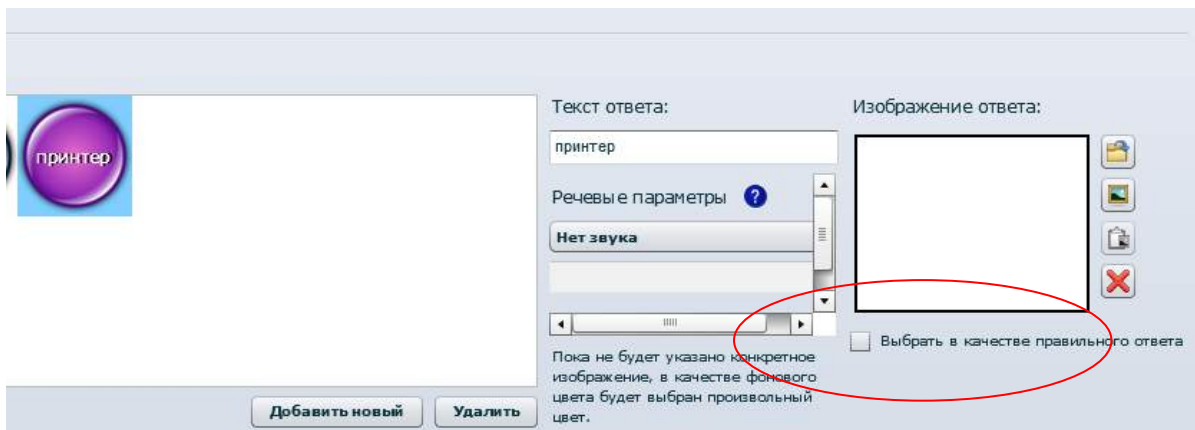 принтер
Текст ответа:
принтер
Речевые параметры ?
Нет звука
Пока не будет указано конкретное
изображение, в качестве фонового
цвета будет выбран произвольный
цвет.
Изображение ответа:
Выбрать в качестве правильного ответа
Добавить новый
Удалить